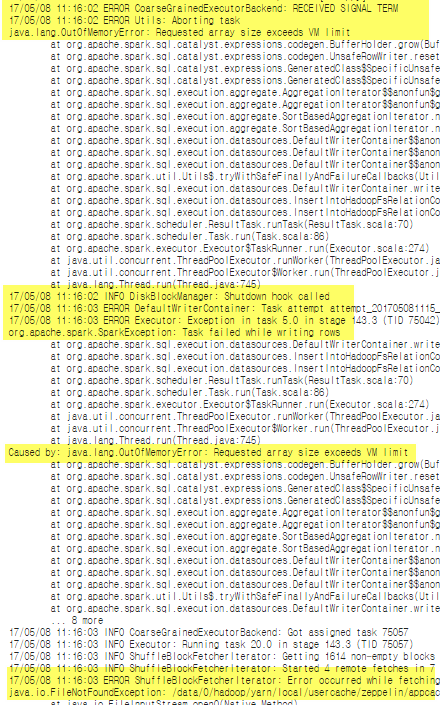 17/05/08 11:16:02 ERROR CoarseGrainedExecutorBackend: RECEIVED SIGNAL TERM
17/05/08 11:16:02 ERROR Utils: Aborting task
java.lang.OutOfMemoryError: Requested array size exceeds VM limit
at org.apache.spark.sql.catalyst.expressions.codegen.BufferHolder.grow(Buf
at org.apache.spark.sql.catalyst.expressions.codegen.UnsafeRowWriter.reset
at org.apache.spark.sql.catalyst.expressions.GeneratedClass$SpecificUnsafe
at org.apache.spark.sql.catalyst.expressions.GeneratedClass$SpecificUnsafe
at org.apache.spark.sql.execution.aggregate.AggregationIterator$$anonfun$g
at org.apache.spark.sql.execution.aggregate.AggregationIterator$$anonfun$g
at org.apache.spark.sql.execution.aggregate.SortBasedAggregationIterator.n
at org.apache.spark.sql.execution.aggregate.SortBasedAggregationIterator.n
at org.apache.spark.sql.execution.datasources.DefaultWriterContainer$$anon
at org.apache.spark.sql.execution.datasources.DefaultWriterContainer$$anon
at org.apache.spark.util.Utils$.tryWithSafeFinallyAndFailureCallbacks(Util
at org.apache.spark.sql.execution.datasources.DefaultWriterContainer.write
at org.apache.spark.sql.execution.datasources.InsertIntoHadoopFsRelationCo
at org.apache.spark.sql.execution.datasources.InsertIntoHadoopFsRelationCo
at org.apache.spark.scheduler.ResultTask.runTask(ResultTask.scala:70)
at org.apache.spark.scheduler.Task.run(Task.scala:86)
at org.apache.spark.executor.Executor$TaskRunner.run(Executor.scala:274)
at java.util.concurrent.ThreadPoolExecutor.runWorker(ThreadPoolExecutor.ja
at java.util.concurrent.ThreadPoolExecutor$Worker.run(ThreadPoolExecutor.j
at java.lang.Thread.run(Thread.java:745)
17/05/08 11:16:02 INFO DiskBlockManager: Shutdown hook called
17/05/08 11:16:03 ERROR DefaultWriterContainer: Task attempt attempt_201705081115_
17/05/08 11:16:03 ERROR Executor: Exception in task 5.0 in stage 143.3 (TID 75042)
org.apache.spark.SparkException: Task failed while writing rows
at org.apache.spark.sql.execution.datasources.DefaultWriterContainer.write
at org.apache.spark.sql.execution.datasources.InsertIntoHadoopFsRelationCo
at org.apache.spark.sql.execution.datasources.InsertIntoHadoopFsRelationCo
at org.apache.spark.scheduler.ResultTask.runTask(ResultTask.scala:70)
at org.apache.spark.scheduler.Task.run(Task.scala:86)
at org.apache.spark.executor.Executor$TaskRunner.run(Executor.scala:274)
at java.util.concurrent.ThreadPoolExecutor.runWorker(ThreadPoolExecutor.ja
at java.util.concurrent.ThreadPoolExecutor$Worker.run(ThreadPoolExecutor.j
at java.lang.Thread.run(Thread.java:745)
Caused by: java.lang.OutOfMemoryError: Requested array size exceeds VM limit
at org.apache.spark.sql.catalyst.expressions.codegen.BufferHolder.grow(Buf
at org.apache.spark.sql.catalyst.expressions.codegen.UnsafeRowWriter.reset
at org.apache.spark.sql.catalyst.expressions.GeneratedClass$SpecificUnsafe
at org.apache.spark.sql.catalyst.expressions.GeneratedClass$SpecificUnsafe
at org.apache.spark.sql.execution.aggregate.AggregationIterator$$anonfun$g
at org.apache.spark.sql.execution.aggregate.AggregationIterator$$anonfun$g
at org.apache.spark.sql.execution.aggregate.SortBasedAggregationIterator.n
at org.apache.spark.sql.execution.aggregate.SortBasedAggregationIterator.n
at org.apache.spark.sql.execution.datasources.DefaultWriterContainer$$anon
at org.apache.spark.sql.execution.datasources.DefaultWriterContainer$$anon
at org.apache.spark.util.Utils$.tryWithSafeFinallyAndFailureCallbacks(Util
at org.apache.spark.sql.execution.datasources.DefaultWriterContainer.write
... 8 more
17/05/08 11:16:03 INFO CoarseGrainedExecutorBackend: Got assigned task 75057
17/05/08 11:16:03 INFO Executor: Running task 20.0 in stage 143.3 (TID 75057)
17/05/08 11:16:03 INFO ShuffleBlockFetcherIterator: Getting 1614 non-empty blocks
17/05/08 11:16:03 INFO ShuffleBlockFetcherIterator: Started 4 remote fetches in 7
17/05/08 11:16:03 ERROR ShuffleBlockFetcherIterator: Error occurred while fetching
java.io.FileNotFoundException: /data/0/hadoop/yarn/local/usercache/zeppelin/appcac
at java.io.FileInputStream.open0(Native Method)